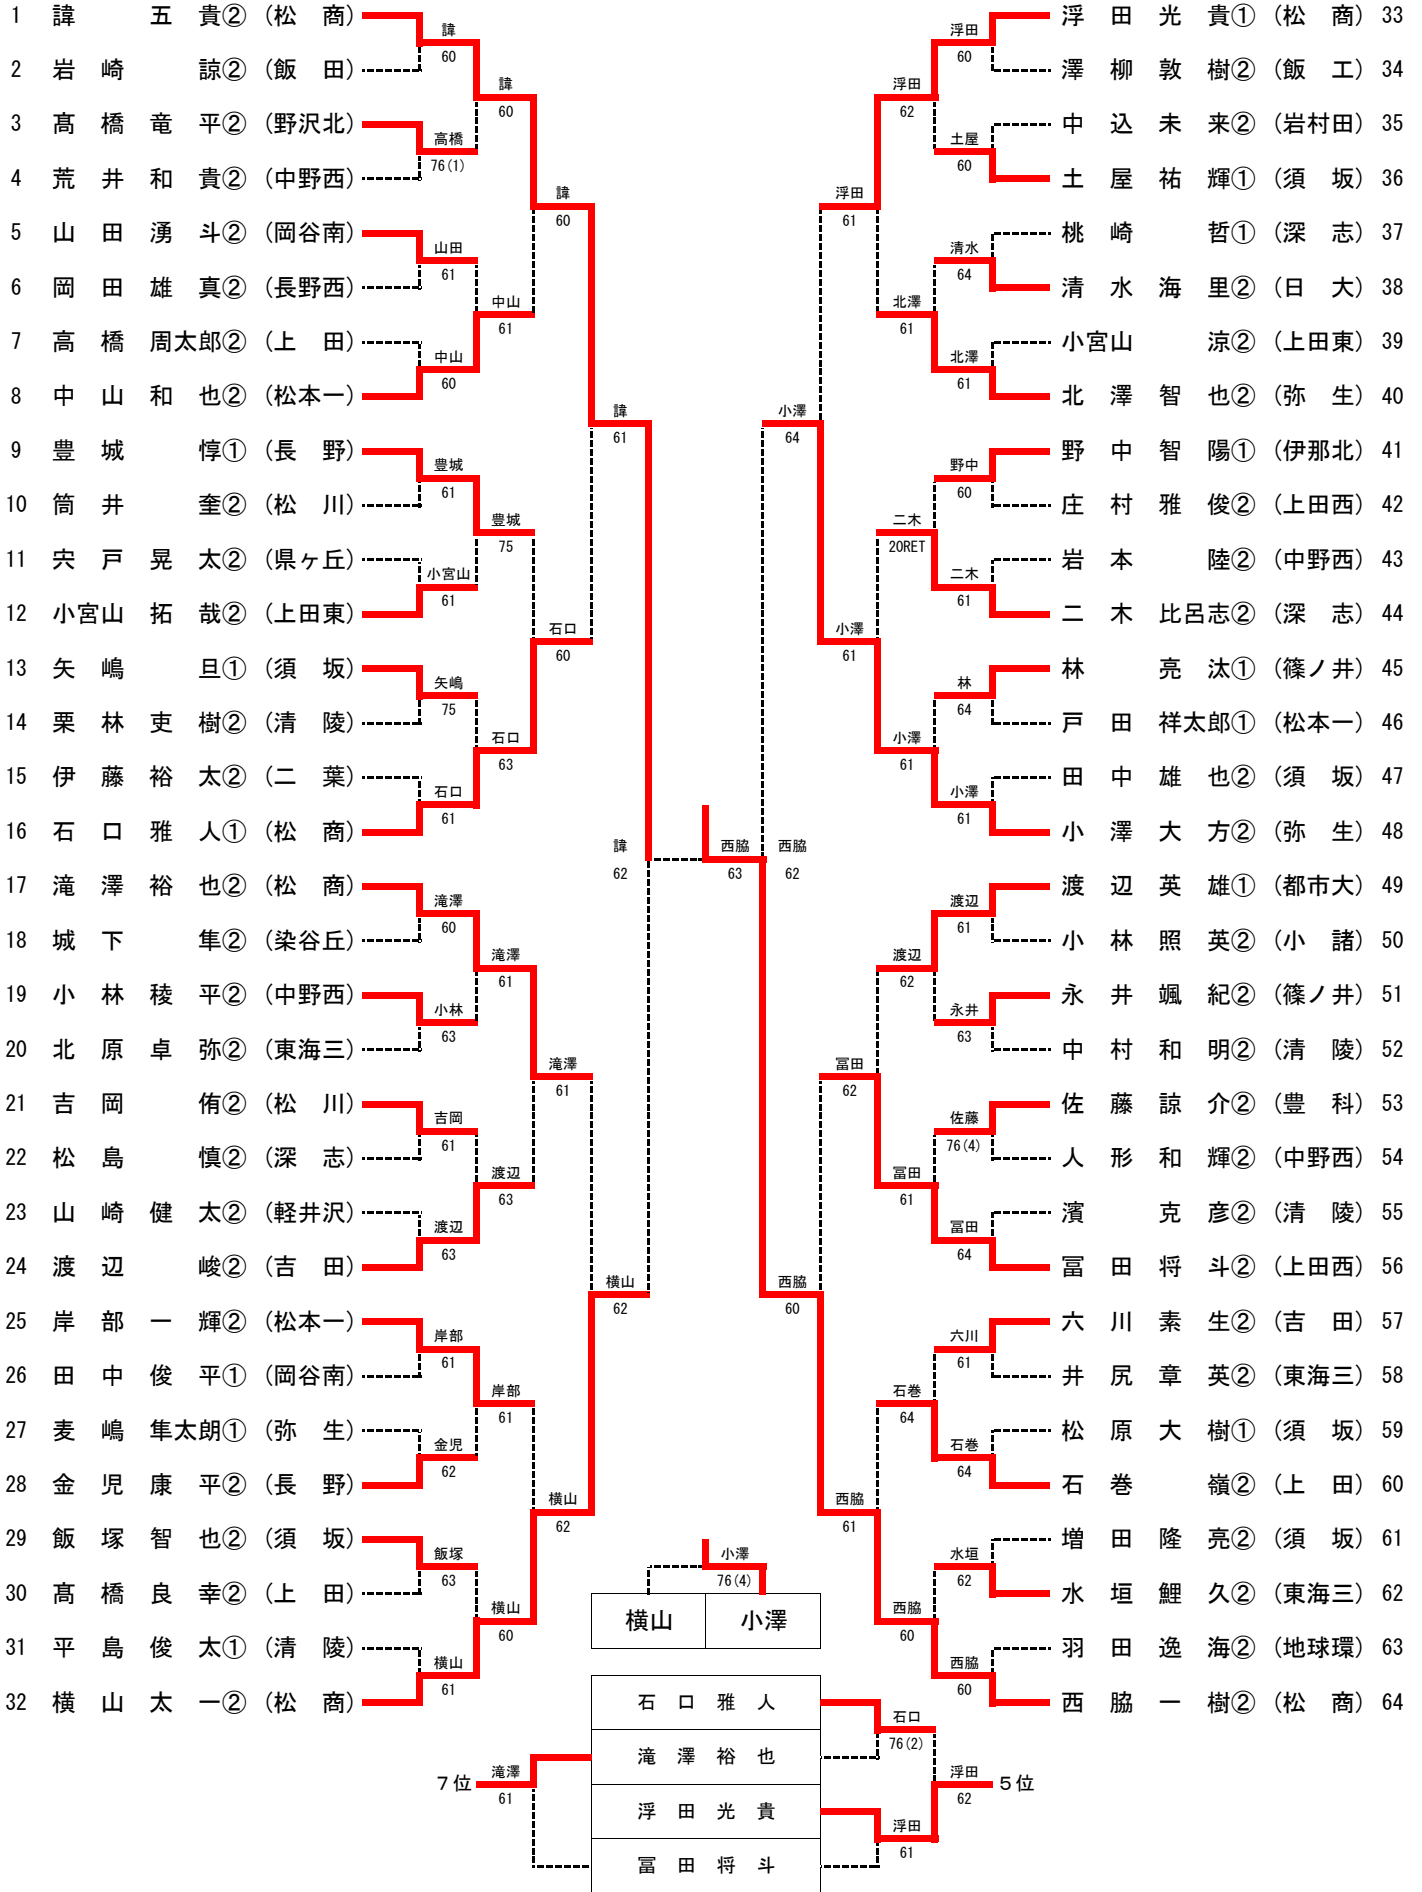 1 諱 五 貴② (松 商)
2 岩 崎 諒② (飯 田)
3 髙 橋 竜 平② (野沢北)
4 荒 井 和 貴② (中野西)
5 山 田 湧 斗② (岡谷南)
6 岡 田 雄 真② (長野西)
7 高 橋 周太郎② (上 田)
8 中 山 和 也② (松本一)
9 豊 城 惇① (長 野)
10 筒 井 奎② (松 川)
11 宍 戸 晃 太② (県ヶ丘)
12 小宮山 拓 哉② (上田東)
13 矢 嶋 旦① (須 坂)
14 栗 林 吏 樹② (清 陵)
15 伊 藤 裕 太② (二 葉)
16 石 口 雅 人① (松 商)
17 滝 澤 裕 也② (松 商)
18 城 下 隼② (染谷丘)
19 小 林 稜 平② (中野西)
20 北 原 卓 弥② (東海三)
21 吉 岡 侑② (松 川)
22 松 島 慎② (深 志)
23 山 崎 健 太② (軽井沢)
24 渡 辺 峻② (吉 田)
25 岸 部 一 輝② (松本一)
26 田 中 俊 平① (岡谷南)
27 麦 嶋 隼太朗① (弥 生)
28 金 児 康 平② (長 野)
29 飯 塚 智 也② (須 坂)
30 髙 橋 良 幸② (上 田)
31 平 島 俊 太① (清 陵)
32 横 山 太 一② (松 商)
諱
60
高橋
76(1)
山田
61
中山
60
豊城
61
小宮山
61
矢嶋
75
石口
61
滝澤
60
小林
63
吉岡
61
渡辺
63
岸部
61
金児
62
飯塚
63
横山
61
諱
60
中山
61
豊城
75
石口
63
滝澤
61
渡辺
63
岸部
61
横山
60
諱
60
石口
60
滝澤
61
横山
62
諱
61
横山
62
諱
62
西脇
63
西脇
62
小澤
64
西脇
60
浮田
61
小澤
61
冨田
62
西脇
61
浮田
62
北澤
61
二木
20RET
小澤
61
渡辺
62
冨田
61
石巻
64
西脇
60
浮田
60
土屋
60
清水
64
北澤
61
野中
60
二木
61
林
64
小澤
61
渡辺
61
永井
63
佐藤
76(4)
冨田
64
六川
61
石巻
64
水垣
62
西脇
60
浮 田 光 貴① (松 商) 33
澤 柳 敦 樹② (飯 工) 34
中 込 未 来② (岩村田) 35
土 屋 祐 輝① (須 坂) 36
桃 崎 哲① (深 志) 37
清 水 海 里② (日 大) 38
小宮山 涼② (上田東) 39
北 澤 智 也② (弥 生) 40
野 中 智 陽① (伊那北) 41
庄 村 雅 俊② (上田西) 42
岩 本 陸② (中野西) 43
二 木 比呂志② (深 志) 44
林 亮 汰① (篠ノ井) 45
戸 田 祥太郎① (松本一) 46
田 中 雄 也② (須 坂) 47
小 澤 大 方② (弥 生) 48
渡 辺 英 雄① (都市大) 49
小 林 照 英② (小 諸) 50
永 井 颯 紀② (篠ノ井) 51
中 村 和 明② (清 陵) 52
佐 藤 諒 介② (豊 科) 53
人 形 和 輝② (中野西) 54
濱 克 彦② (清 陵) 55
冨 田 将 斗② (上田西) 56
六 川 素 生② (吉 田) 57
井 尻 章 英② (東海三) 58
松 原 大 樹① (須 坂) 59
石 巻 嶺② (上 田) 60
増 田 隆 亮② (須 坂) 61
水 垣 鯉 久② (東海三) 62
羽 田 逸 海② (地球環) 63
西 脇 一 樹② (松 商) 64
小澤
76(4)
横山 小澤
石 口 雅 人
滝 澤 裕 也
浮 田 光 貴
冨 田 将 斗
石口
76(2)
浮田
61
7位 滝澤
61
浮田 5位
62